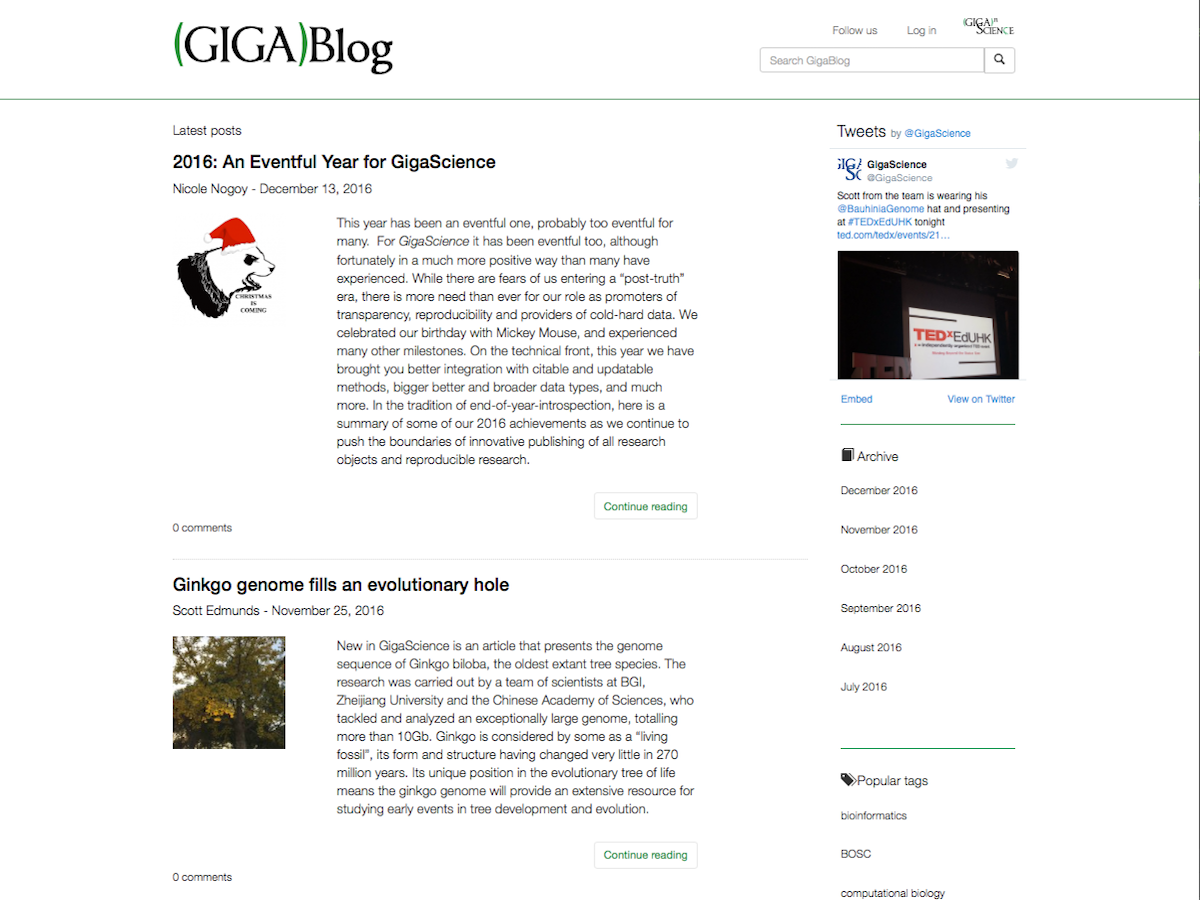 (GIGA)Blog
Follow us
Log in
(GIGA)n
SCIENCE
Search GigaBlog
Latest posts
2016: An Eventful Year for GigaScience
Nicole Nogoy - December 13, 2016
CHRISTMAS
IS
COMING
This year has been an eventful one, probably too eventful for
many.  For GigaScience it has been eventful too, although
fortunately in a much more positive way than many have
experienced. While there are fears of us entering a “post-truth”
era, there is more need than ever for our role as promoters of
transparency, reproducibility and providers of cold-hard data. We
celebrated our birthday with Mickey Mouse, and experienced
many other milestones. On the technical front, this year we have
brought you better integration with citable and updatable
methods, bigger better and broader data types, and much
more. In the tradition of end-of-year-introspection, here is a
summary of some of our 2016 achievements as we continue to
push the boundaries of innovative publishing of all research
objects and reproducible research.
Continue reading
0 comments
Ginkgo genome fills an evolutionary hole
Scott Edmunds - November 25, 2016
New in GigaScience is an article that presents the genome
sequence of Ginkgo biloba, the oldest extant tree species. The
research was carried out by a team of scientists at BGI,
Zheijiang University and the Chinese Academy of Sciences, who
tackled and analyzed an exceptionally large genome, totalling
more than 10Gb. Ginkgo is considered by some as a “living
fossil”, its form and structure having changed very little in 270
million years. Its unique position in the evolutionary tree of life
means the ginkgo genome will provide an extensive resource for
studying early events in tree development and evolution.
Continue reading
0 comments
Tweets by @GigaScience
GigaScience
@GigaScience
Scott from the team is wearing his
@BauhiniaGenome hat and presenting
at #TEDxEdUHK tonight
ted.com/tedx/events/21…
TEDxEdUHK
Embed
View on Twitter
Archive
December 2016
November 2016
October 2016
September 2016
August 2016
July 2016
Popular tags
bioinformatics
BOSC
computational biology